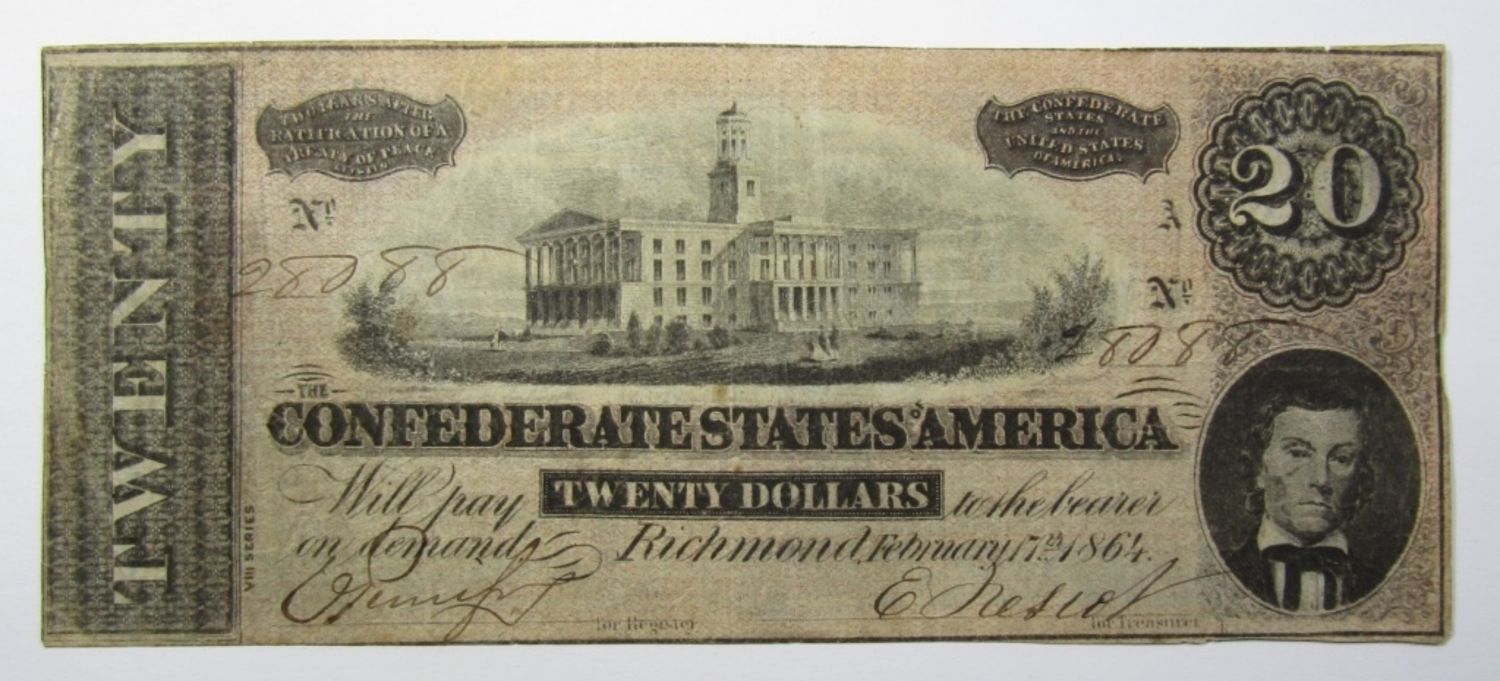 TWENTY
TWO YEARS AFTER
THE
RATIFICATION OF A
TREATY OF PEACE
THE CONFEDERATE
STATES
AND THE
UNITED STATES
OF AMERICA.
20
No
A
28088
No
28088
THE
CONFEDERATE STATES OF AMERICA
Will pay TWENTY DOLLARS to the bearer
on demand Richmond, February 17th 1864.
VIII SERIES
for Register
for Treasurer